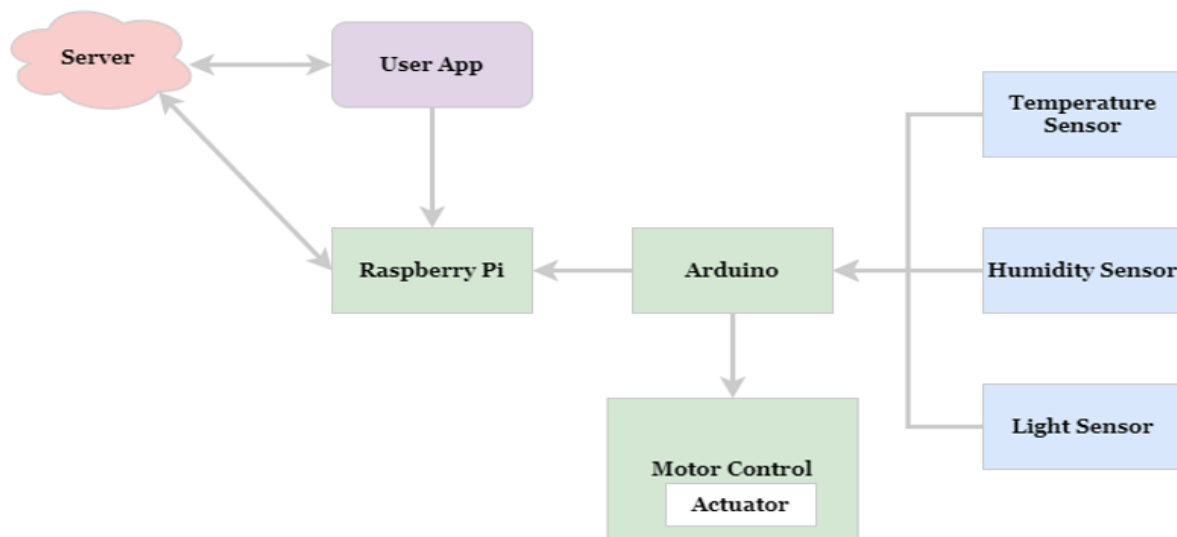 Server
User App
Temperature
Sensor
Raspberry Pi
Arduino
Humidity Sensor
Light Sensor
Motor Control
Actuator